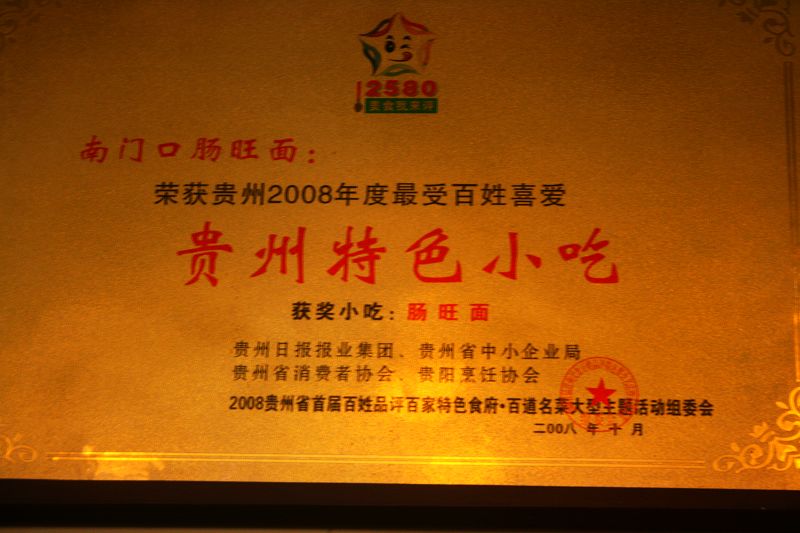 2580
美食我来评
南门口肠旺面：
荣获贵州2008年度最受百姓喜爱
贵州特色小吃
获奖小吃：肠旺面
贵州日报报业集团、贵州省中小企业局
贵州省消费者协会、贵阳烹饪协会
2008贵州省首届百姓品评百家特色食府·百道名菜大型主题活动组委会
二00八 年 十 月